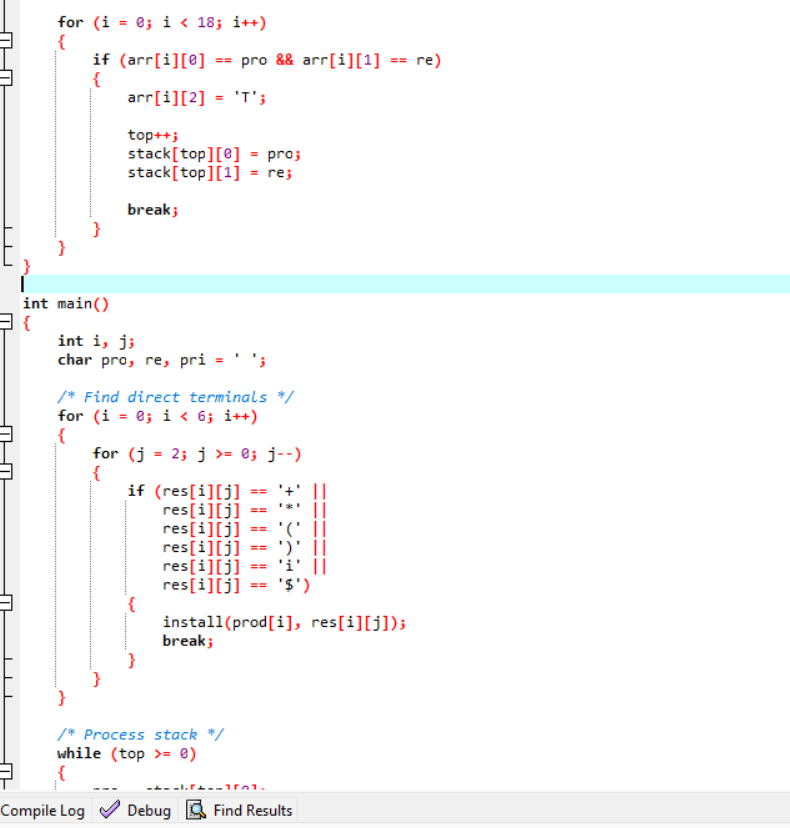 for (i = 0; i < 18; i++)
{
if (arr[i][0] == pro && arr[i][1] == re)
{
arr[i][2] = 'T';
top++;
stack[top][0] = pro;
stack[top][1] = re;
break;
}
}
}
int main()
{
int i, j;
char pro, re, pri = ' ';
/* Find direct terminals */
for (i = 0; i < 6; i++)
{
for (j = 2; j >= 0; j--)
{
if (res[i][j] == '+' ||
res[i][j] == '*' ||
res[i][j] == '(' ||
res[i][j] == ')' ||
res[i][j] == 'i' ||
res[i][j] == '$')
{
install(prod[i], res[i][j]);
break;
}
}
}
/* Process stack */
while (top >= 0)
{
Compile Log Debug Find Results